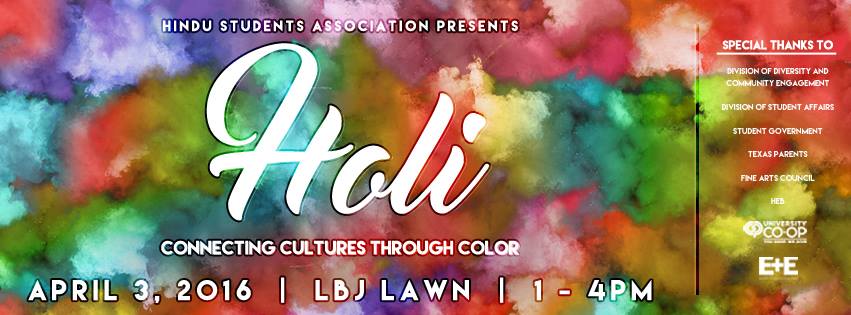 HINDU STUDENTS ASSOCIATION PRESENTS
Holi
CONNECTING CULTURES THROUGH COLOR
APRIL 3, 2016 | LBJ LAWN | 1 - 4PM
SPECIAL THANKS TO
DIVISION OF DIVERSITY AND
COMMUNITY ENGAGEMENT
DIVISION OF STUDENT AFFAIRS
STUDENT GOVERNMENT
TEXAS PARENTS
FINE ARTS COUNCIL
HEB
UNIVERSITY
CO-OP
E+E